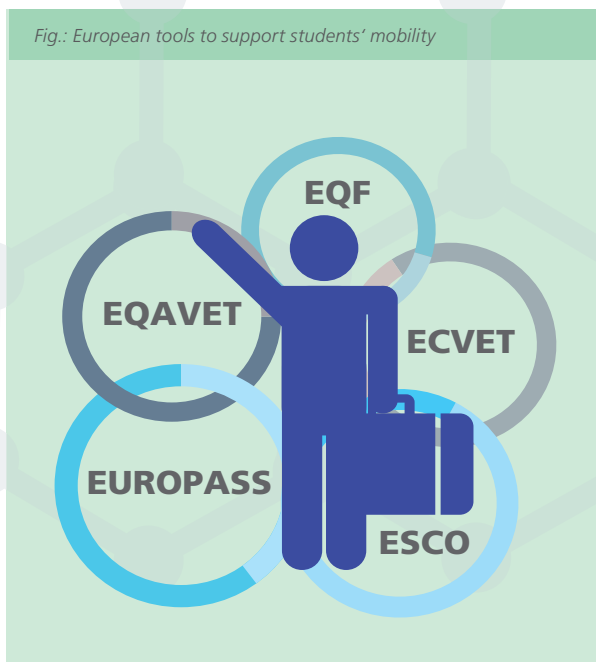 Fig.: European tools to support students‘ mobility
EQF
EQAVET
ECVET
EUROPASS
ESCO